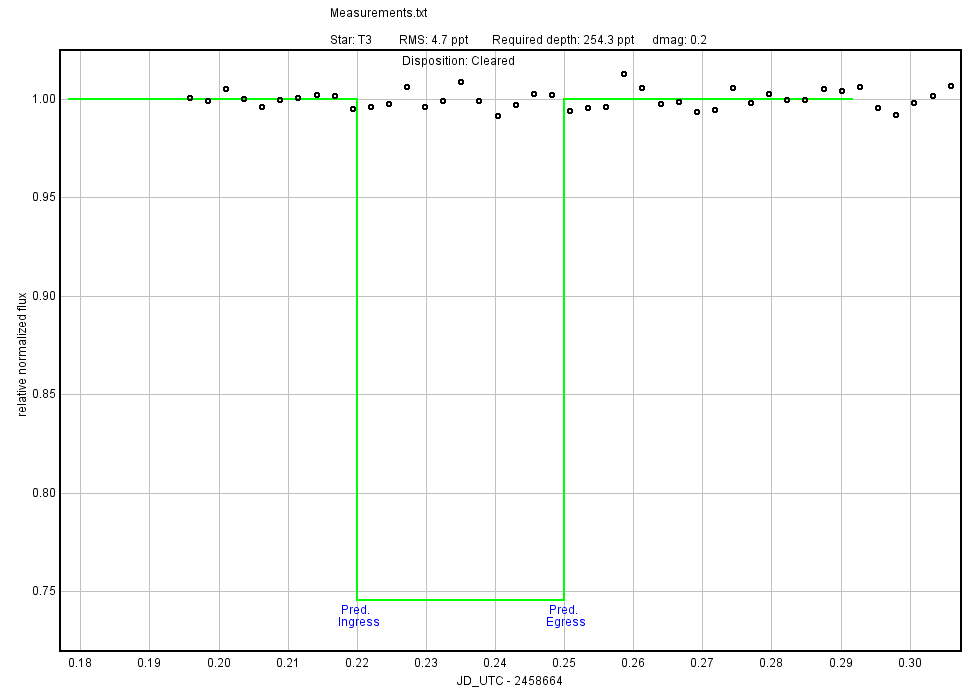 Measurements.txt
Star: T3 RMS: 4.7 ppt Required depth: 254.3 ppt dmag: 0.2
Disposition: Cleared
relative normalized flux
1.00
0.95
0.90
0.85
0.80
0.75
Pred. Ingress
Pred. Egress
0.18 0.19 0.20 0.21 0.22 0.23 0.24 0.25 0.26 0.27 0.28 0.29 0.30
JD_UTC - 2458664